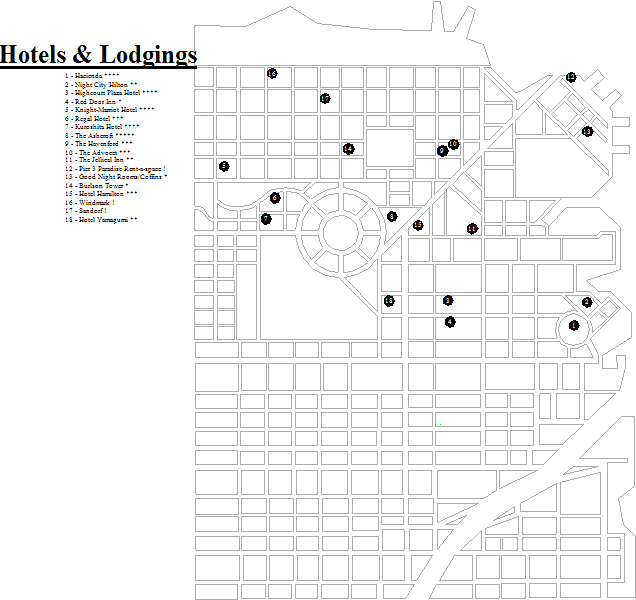 Hotels & Lodgings
1 - Hacienda ****
2 - Night City Hilton **
3 - Highcourt Plaza Hotel ****
4 - Red Door Inn *
5 - Knight-Marriot Hotel ****
6 - Regal Hotel ***
7 - Kuroshita Hotel ****
8 - The Ashcroft *****
9 - The Havenford ***
10 - The Advocet ***
11 - The Jellical Inn **
12 - Pier 3 Paradise Rent-a-space !
13 - Good Night Rooms/Coffins *
14 - Burlson Tower *
15 - Hotel Hamilton ***
16 - Windmark !
17 - Sandorf !
18 - Hotel Yamagumi **
16
12
17
13
10
14
9
5
6
8
7
15
11
18
3
2
4
1